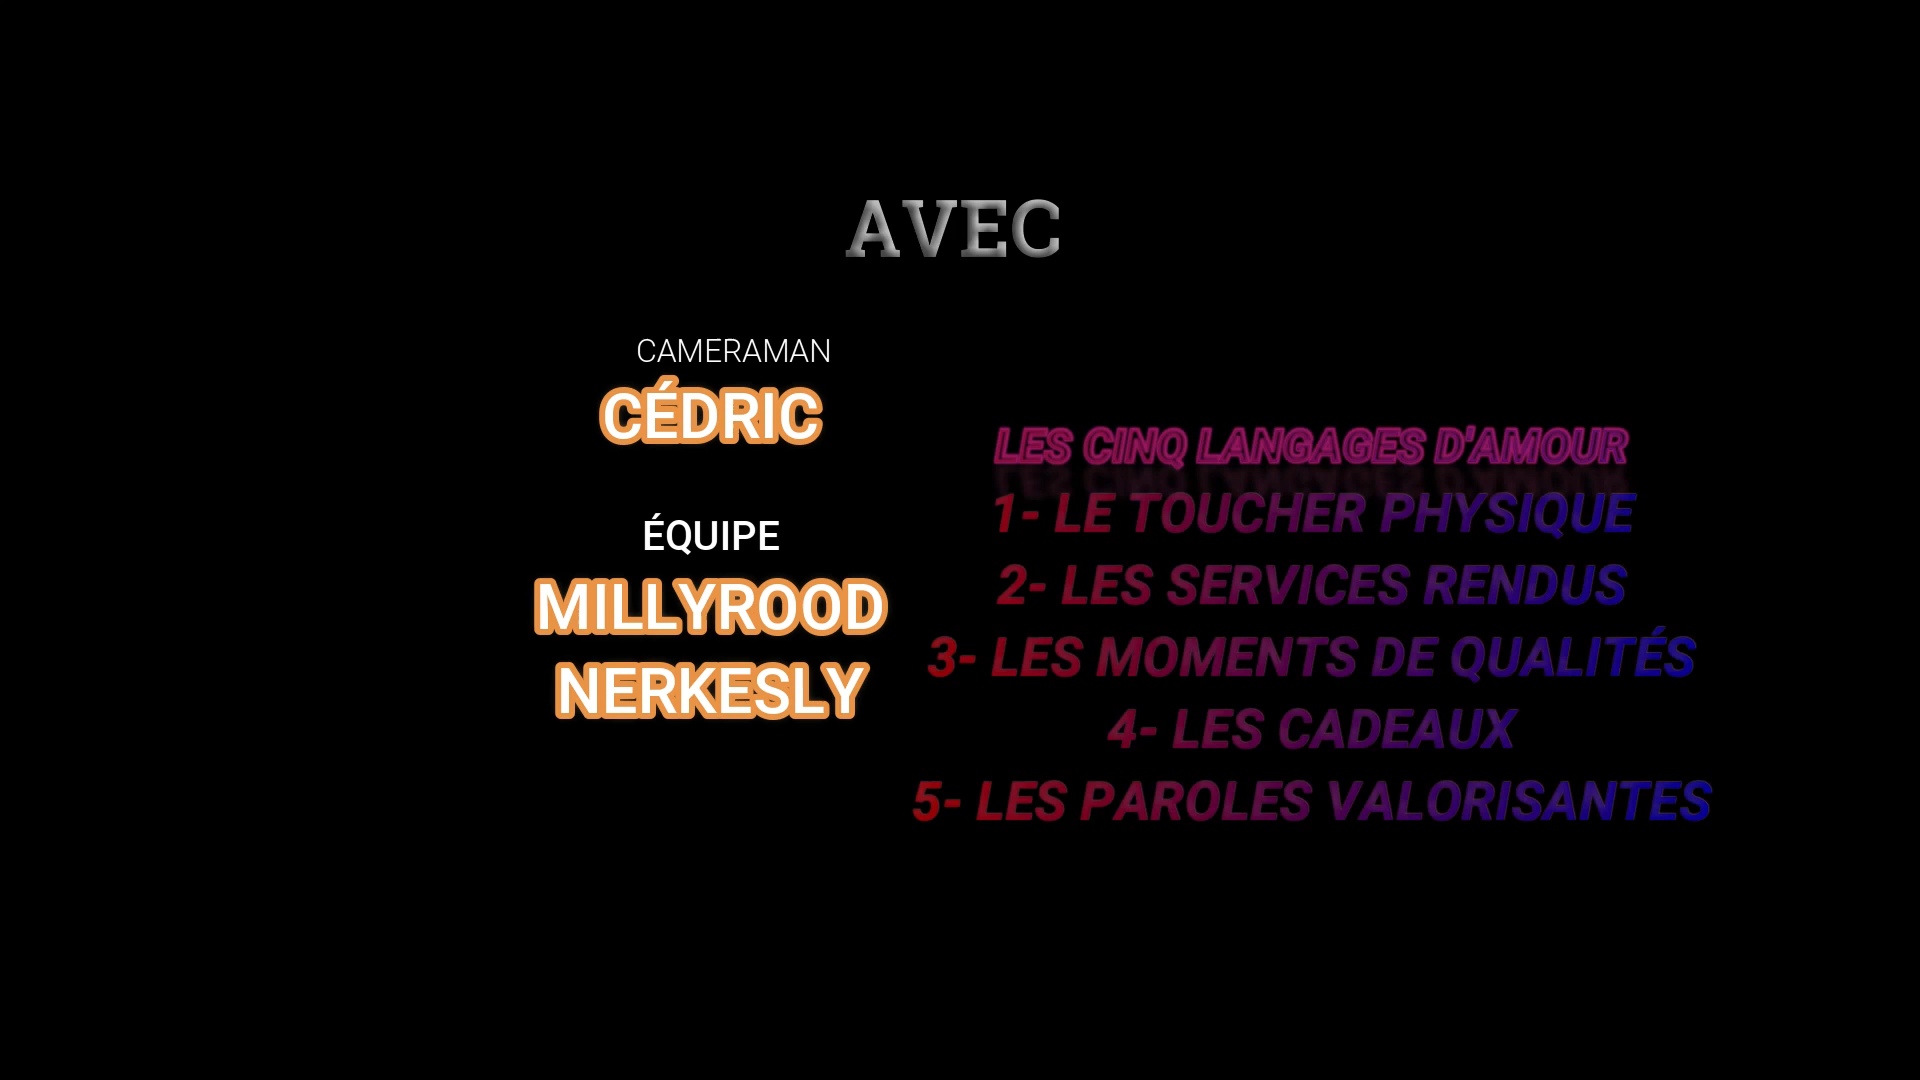 AVEC
CAMERAMAN
CÉDRIC
ÉQUIPE
MILLYROOD
NERKESLY
LES CINQ LANGAGES D'AMOUR
1- LE TOUCHER PHYSIQUE
2- LES SERVICES RENDUS
3- LES MOMENTS DE QUALITÉS
4- LES CADEAUX
5- LES PAROLES VALORISANTES